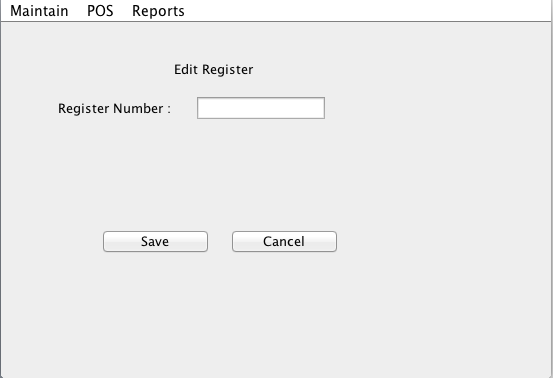 Maintain POS Reports
Edit Register
Register Number :
Save Cancel